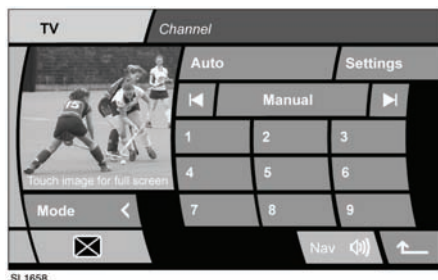 TV Channel
Auto Settings
Manual
1 2 3
15
Touch image for full screen
4 5 6
Mode 7 8 9
Nav
SL1658